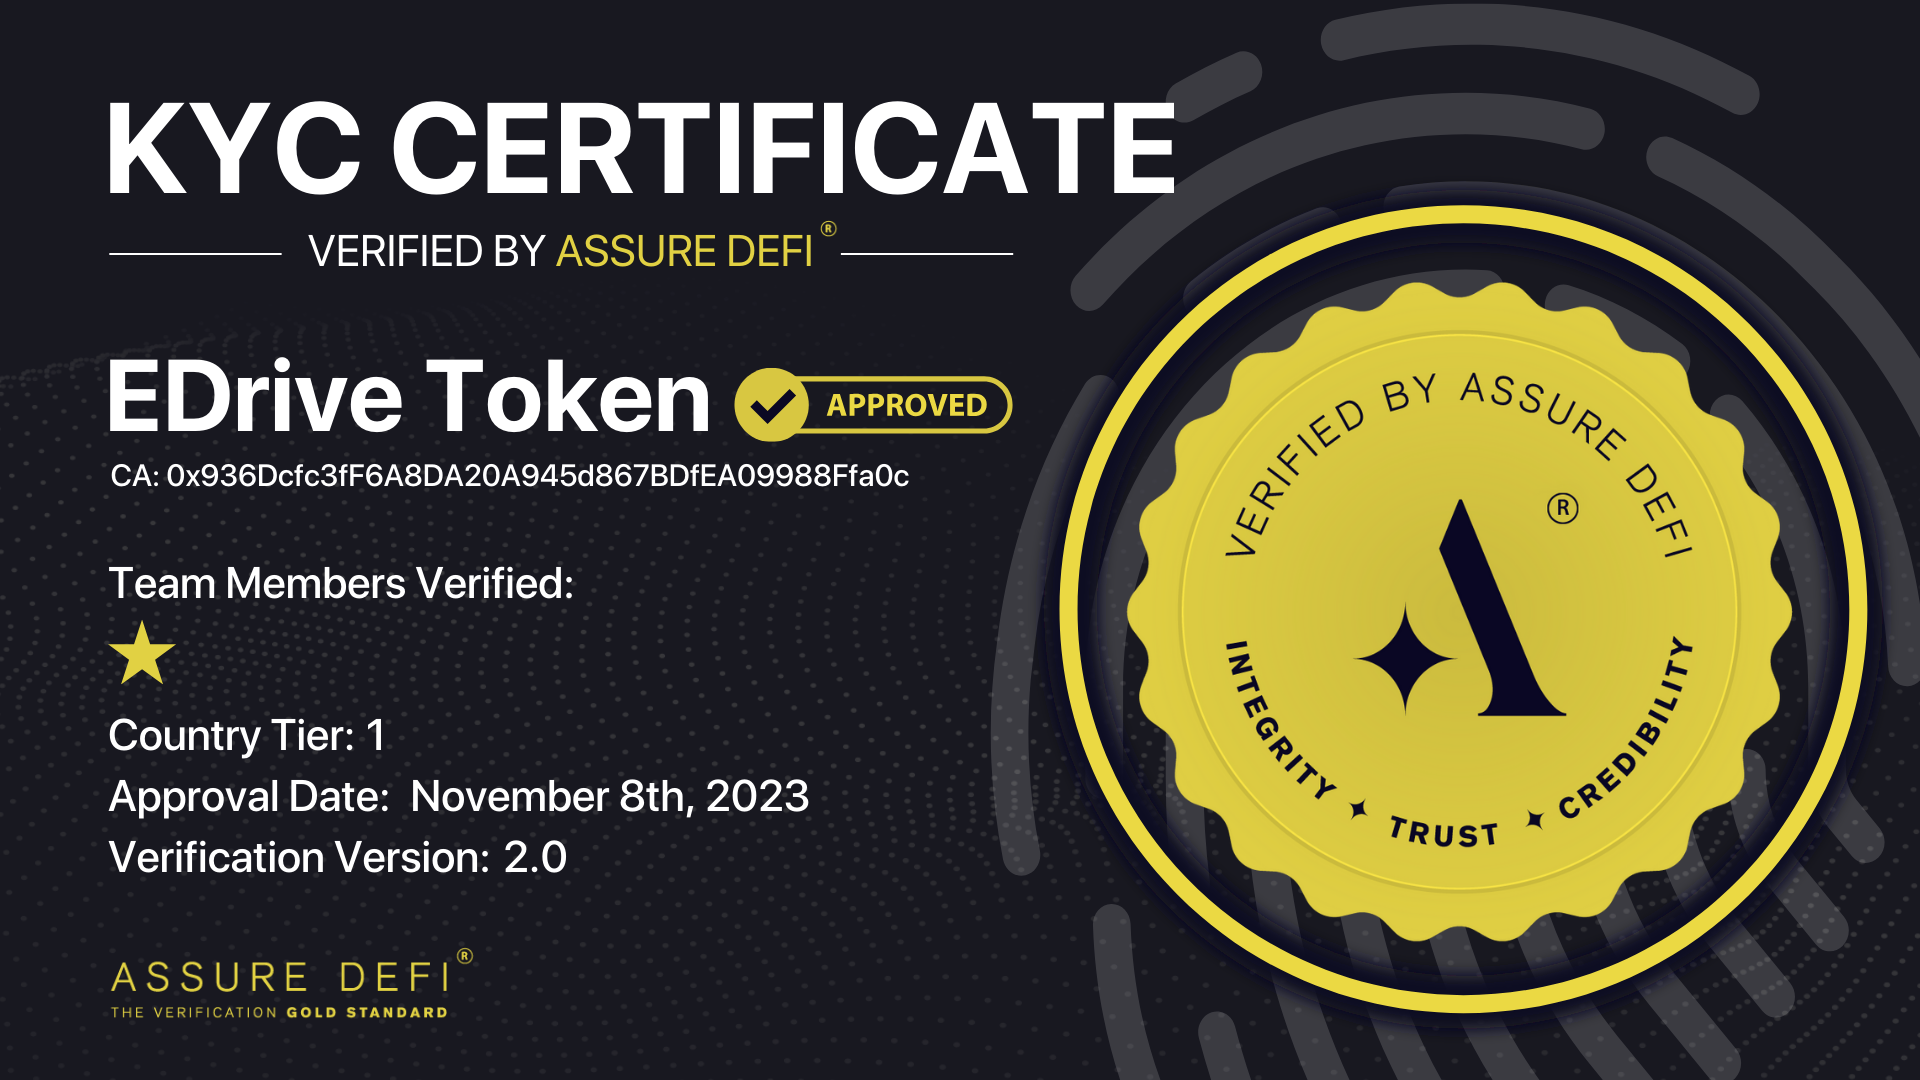 KYC CERTIFICATE
VERIFIED BY ASSURE DEFI ®
EDrive Token
APPROVED
CA: 0x936Dcfc3fF6A8DA20A945d867BDfEA09988Ffa0c
Team Members Verified:
Country Tier: 1
Approval Date: November 8th, 2023
Verification Version: 2.0
ASSURE DEFI ®
THE VERIFICATION GOLD STANDARD
VERIFIED BY ASSURE DEFI
®
INTEGRITY ✦ TRUST ✦ CREDIBILITY